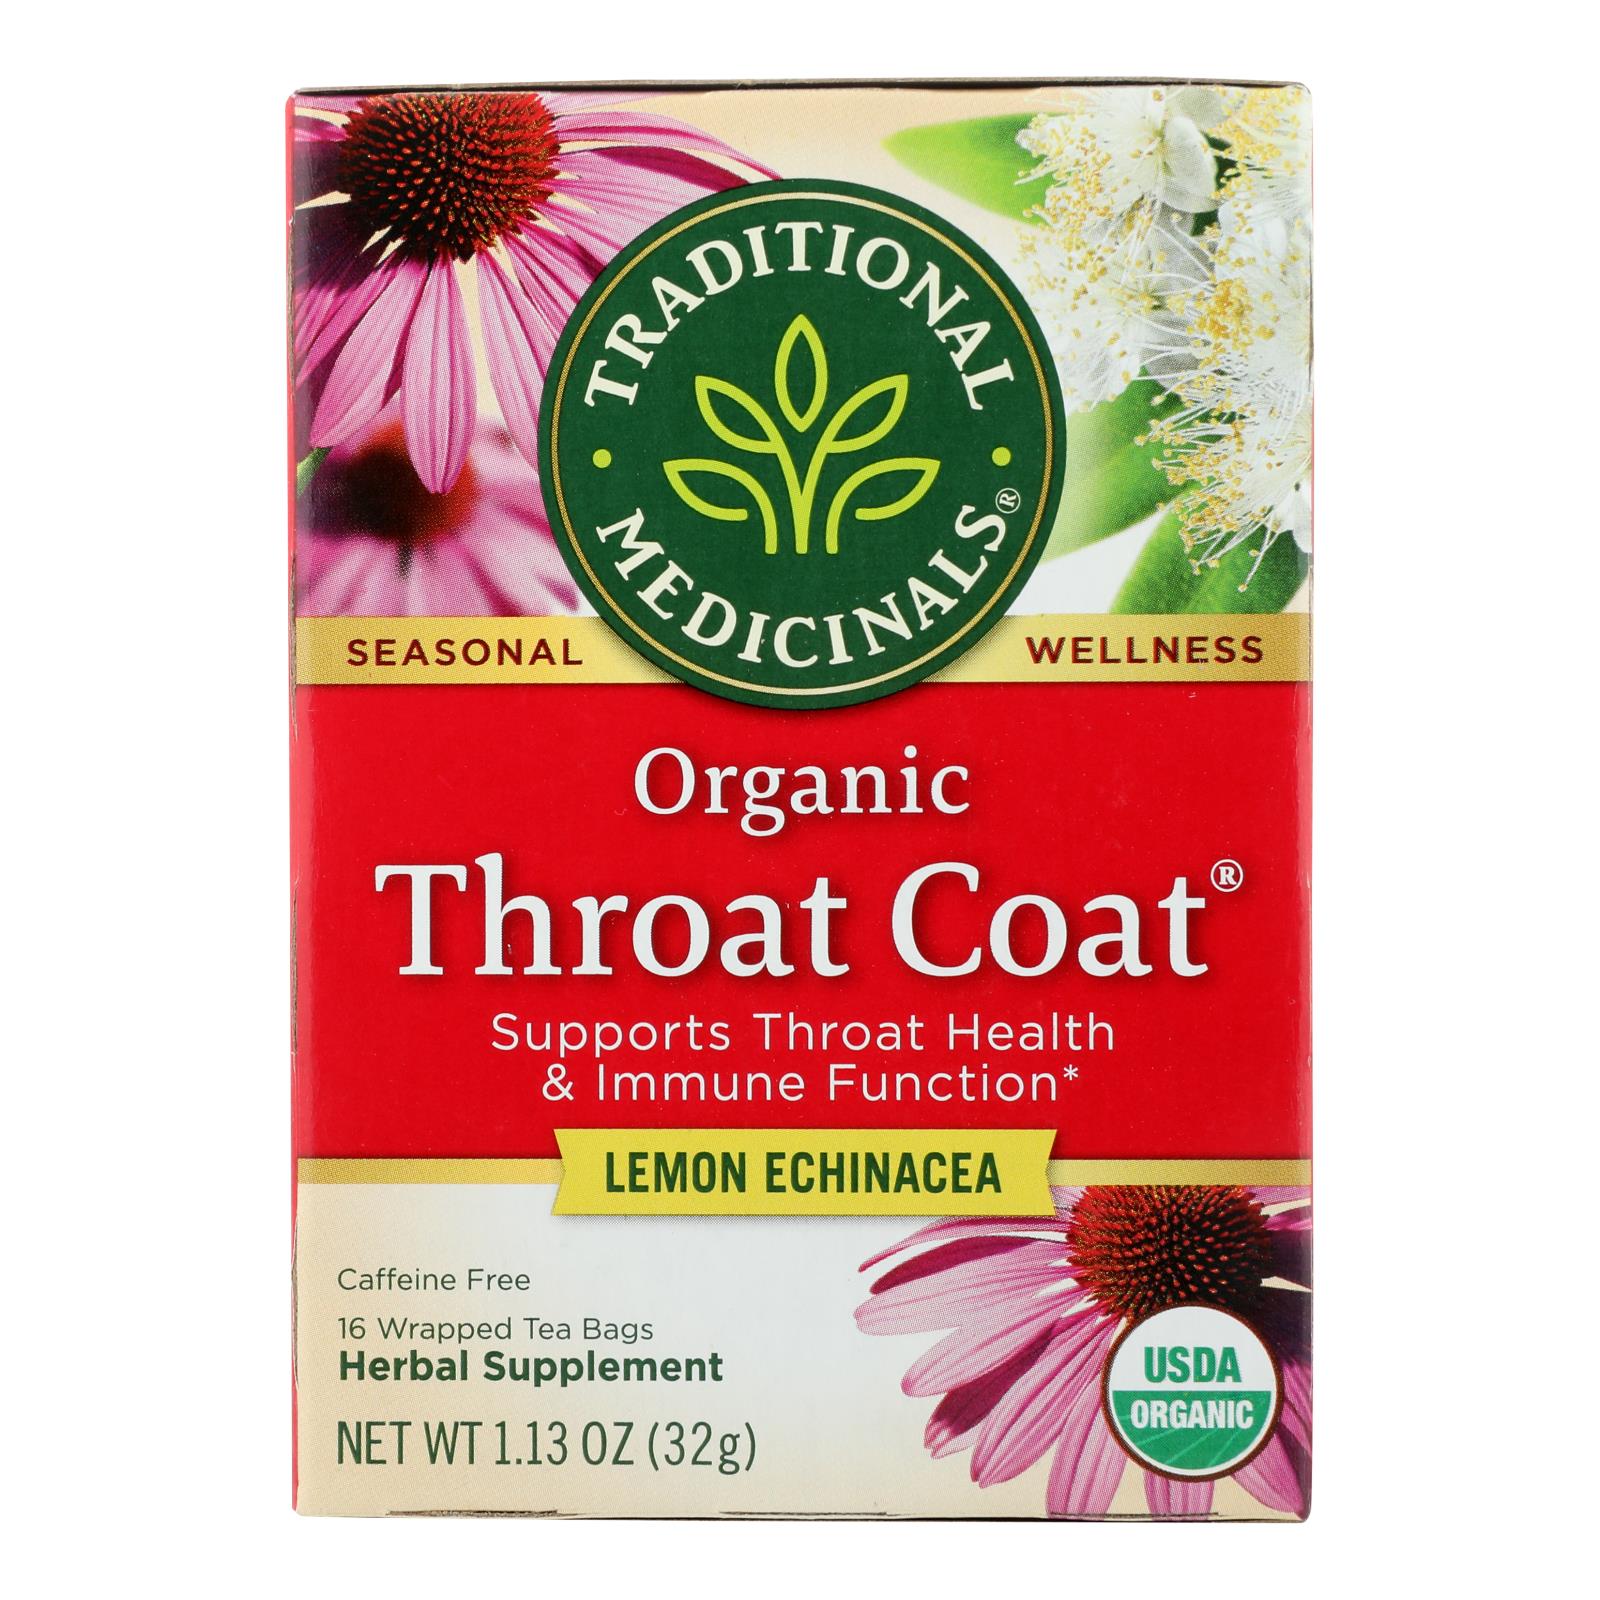 TRADITIONAL
MEDICINALS®
SEASONAL WELLNESS
Organic
Throat Coat®
Supports Throat Health
& Immune Function*
LEMON ECHINACEA
Caffeine Free
16 Wrapped Tea Bags
Herbal Supplement
NET WT 1.13 OZ (32g)
USDA
ORGANIC